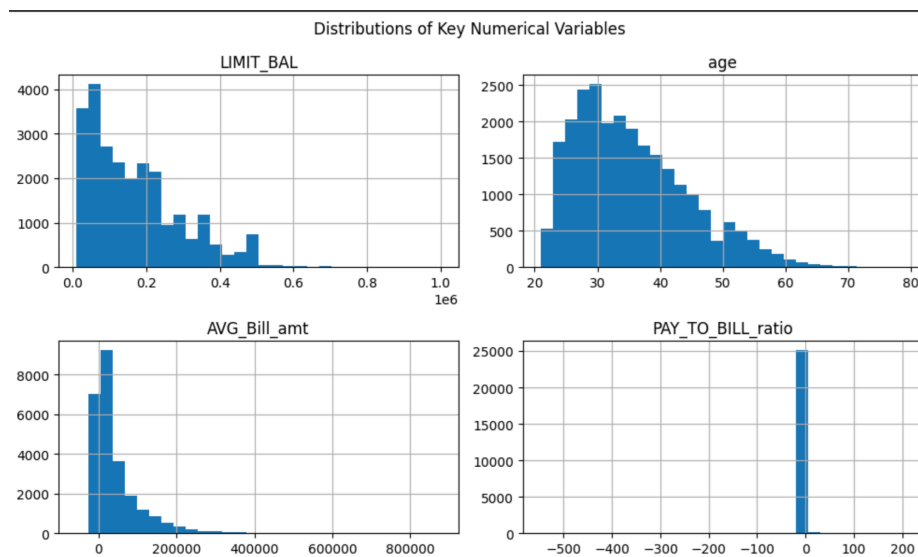 Distributions of Key Numerical Variables
LIMIT_BAL
4000
3000
2000
1000
0
0.0 0.2 0.4 0.6 0.8 1.0
1e6
age
2500
2000
1500
1000
500
0
20 30 40 50 60 70 80
AVG_Bill_amt
8000
6000
4000
2000
0
0 200000 400000 600000 800000
PAY_TO_BILL_ratio
25000
20000
15000
10000
5000
0
−500 −400 −300 −200 −100 0 100 200